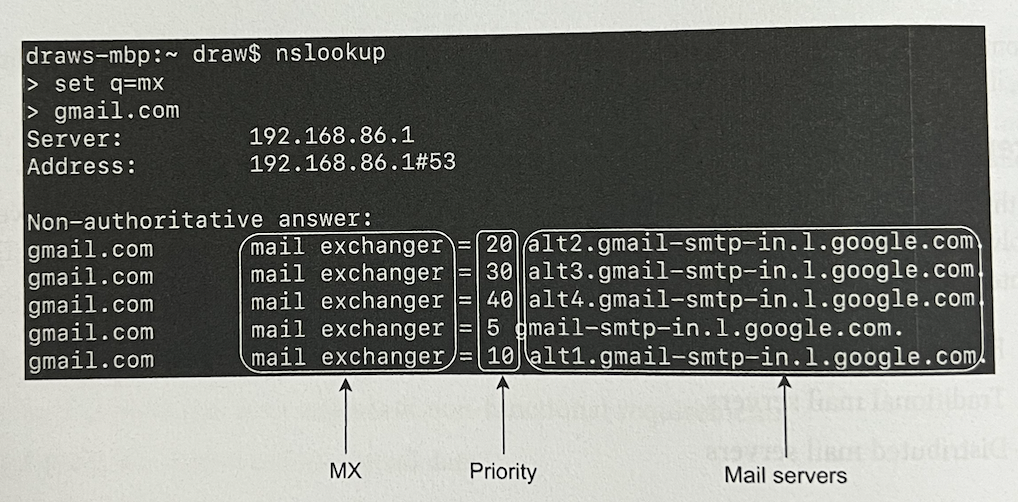 draws-mbp:~ draw$ nslookup
> set q=mx
> gmail.com
Server: 192.168.86.1
Address: 192.168.86.1#53
Non-authoritative answer:
gmail.com mail exchanger = 20 alt2.gmail-smtp-in.l.google.com.
gmail.com mail exchanger = 30 alt3.gmail-smtp-in.l.google.com.
gmail.com mail exchanger = 40 alt4.gmail-smtp-in.l.google.com.
gmail.com mail exchanger = 5 gmail-smtp-in.l.google.com.
gmail.com mail exchanger = 10 alt1.gmail-smtp-in.l.google.com.
MX Priority Mail servers
Traditional mail servers
Distributed mail servers